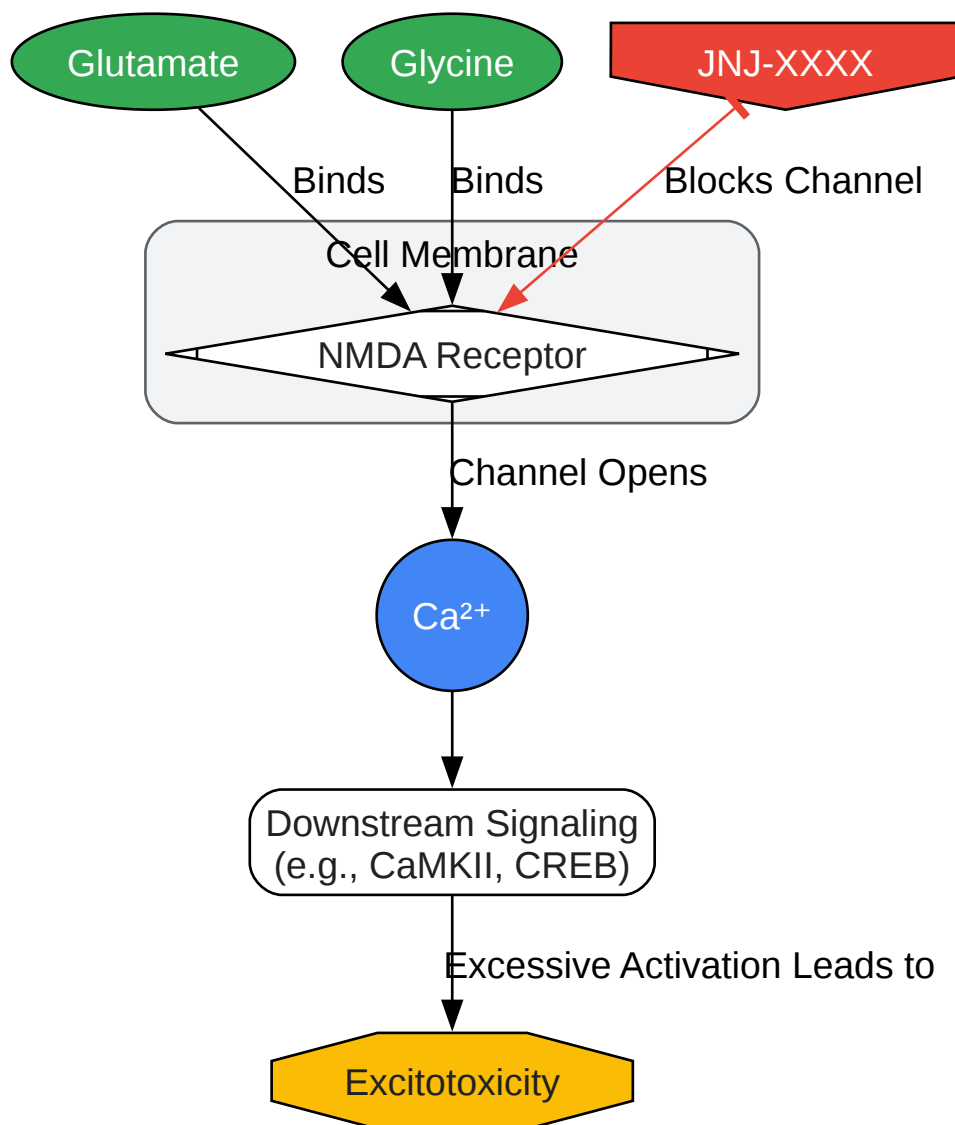 Glutamate
Glycine
JNJ-XXXX
Binds
Binds
Blocks Channel
Cell Membrane
NMDA Receptor
Channel Opens
Ca²⁺
Downstream Signaling
(e.g., CaMKII, CREB)
Excessive Activation Leads to
Excitotoxicity